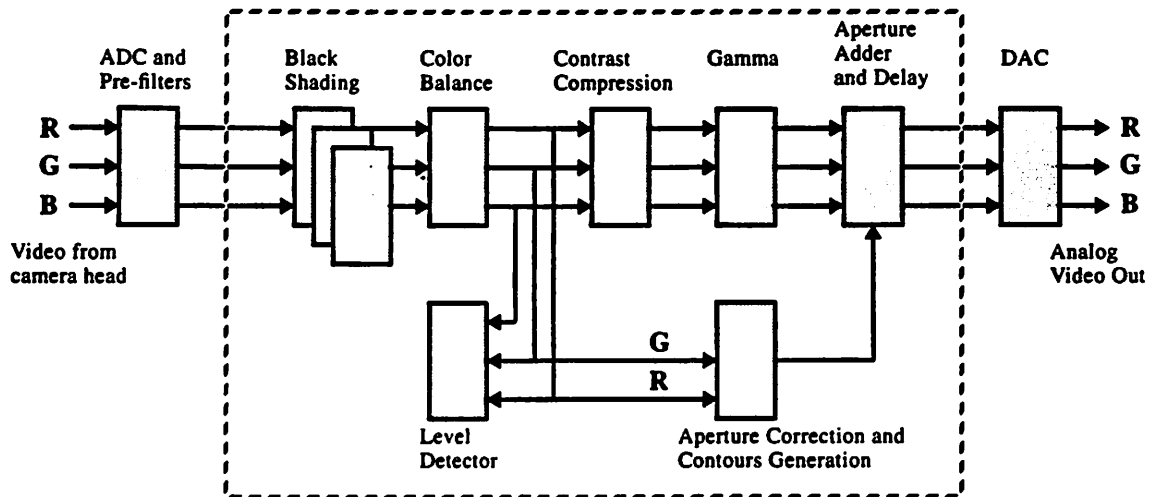 ADC and
Pre-filters
Black
Shading
Color
Balance
Contrast
Compression
Gamma
Aperture
Adder
and Delay
DAC
R
G
B
R
G
B
Video from
camera head
Analog
Video Out
G
R
Level
Detector
Aperture Correction and
Contours Generation